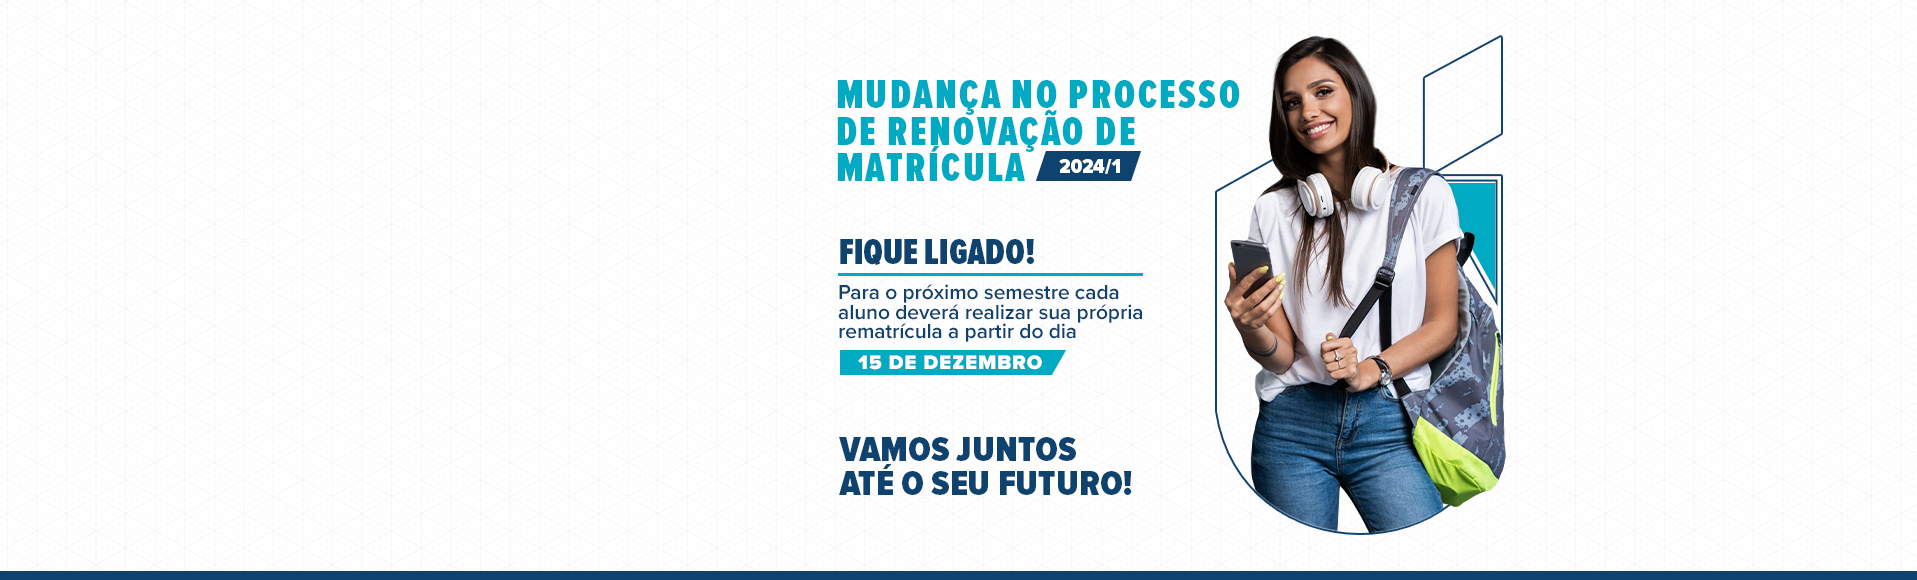 MUDANÇA NO PROCESSO
DE RENOVAÇÃO DE
MATRÍCULA 2024/1
FIQUE LIGADO!
Para o próximo semestre cada
aluno deverá realizar sua própria
rematrícula a partir do dia
15 DE DEZEMBRO
VAMOS JUNTOS
ATÉ O SEU FUTURO!